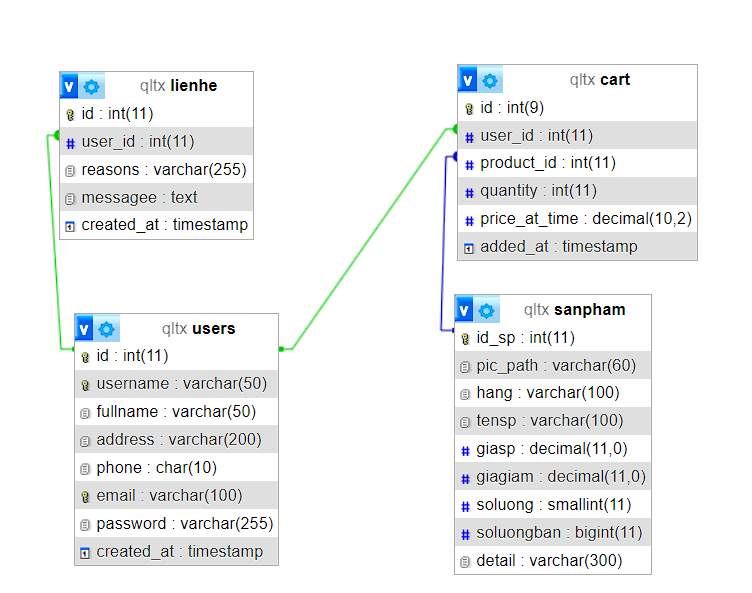 v qltx lienhe
id : int(11)
# user_id : int(11)
reasons : varchar(255)
messagee : text
created_at : timestamp
v qltx cart
id : int(9)
# user_id : int(11)
# product_id : int(11)
# quantity : int(11)
# price_at_time : decimal(10,2)
added_at : timestamp
v qltx users
id : int(11)
username : varchar(50)
fullname : varchar(50)
address : varchar(200)
phone : char(10)
email : varchar(100)
password : varchar(255)
created_at : timestamp
v qltx sanpham
id_sp : int(11)
pic_path : varchar(60)
hang : varchar(100)
tensp : varchar(100)
# giasp : decimal(11,0)
# giagiam : decimal(11,0)
# soluong : smallint(11)
# soluongban : bigint(11)
detail : varchar(300)